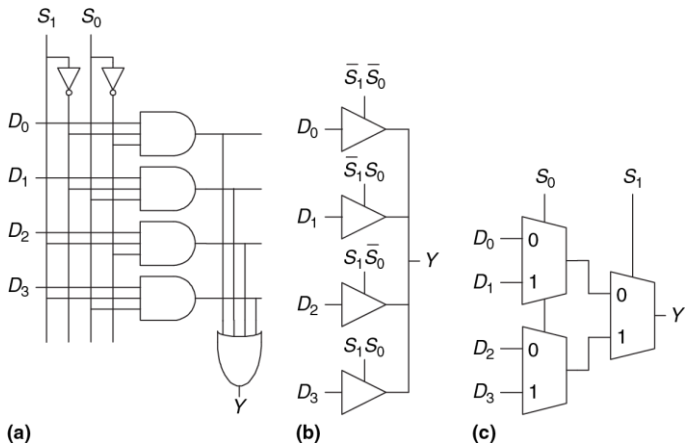 S₁ S₀
D₀
D₁
D₂
D₃
Y
(a)
S̅₁ S̅₀
D₀
S̅₁ S₀
D₁
S₁ S̅₀
D₂
S₁ S₀
D₃
Y
(b)
S₀ S₁
D₀ 0
D₁ 1
D₂ 0
D₃ 1
0
1
Y
(c)